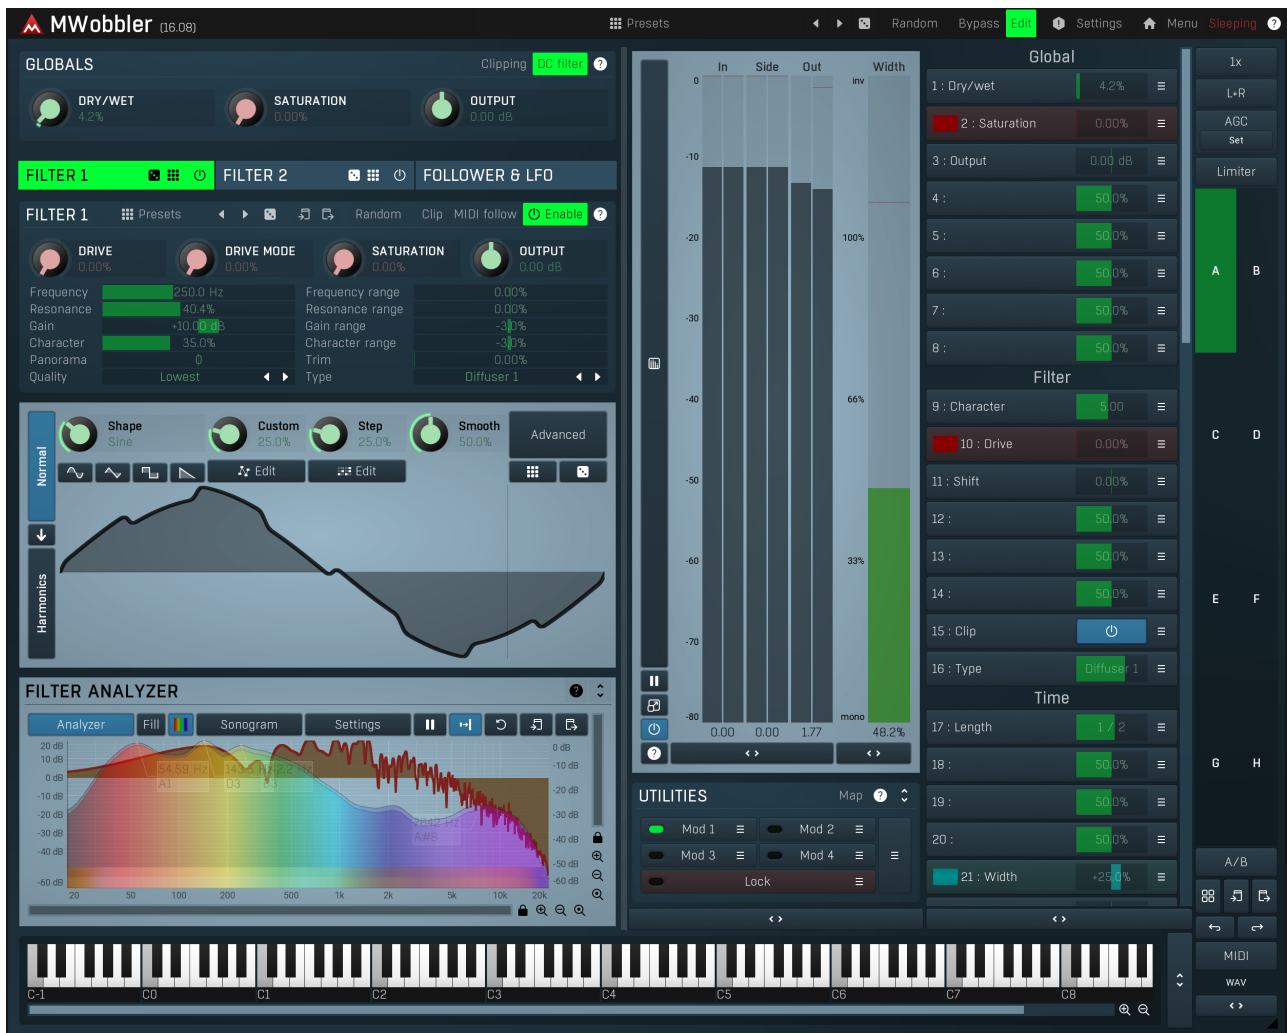 MWobbler (16.08)
Presets
Random
Bypass
Edit
Settings
Menu
Sleeping
?
GLOBALS
Clipping
DC filter
?
DRY/WET
4.2%
SATURATION
0.00%
OUTPUT
0.00 dB
FILTER 1
FILTER 2
FOLLOWER & LFO
FILTER 1
Presets
Random
Clip
MIDI follow
Enable
?
DRIVE
0.00%
DRIVE MODE
0.00%
SATURATION
0.00%
OUTPUT
0.00 dB
Frequency 250.0 Hz
Frequency range 0.00%
Resonance 40.4%
Resonance range 0.00%
Gain +10.00 dB
Gain range -3.0%
Character 35.0%
Character range -3.0%
Panorama 0
Trim 0.00%
Quality Lowest
Type Diffuser 1
Normal
Harmonics
Shape
Sine
Custom
25.0%
Step
25.0%
Smooth
50.0%
Advanced
Edit
Edit
FILTER ANALYZER
?
Analyzer
Fill
Sonogram
Settings
20 dB
10 dB
0 dB
-10 dB
-20 dB
-30 dB
-40 dB
-60 dB
54.59 Hz
A1
D3
B3
A#8
0 dB
-10 dB
-20 dB
-30 dB
-40 dB
-50 dB
-60 dB
20 50 100 200 500 1k 2k 5k 10k 20k
In Side Out Width
0
-10
-20
-30
-40
-50
-60
-70
-80
inv
100%
66%
33%
mono
0.00 0.00 1.77 48.2%
?
UTILITIES
Map
?
Mod 1
Mod 2
Mod 3
Mod 4
Lock
Global
1 : Dry/wet 4.2%
2 : Saturation 0.00%
3 : Output 0.00 dB
4 : 50.0%
5 : 50.0%
6 : 50.0%
7 : 50.0%
8 : 50.0%
Filter
9 : Character 5.00
10 : Drive 0.00%
11 : Shift 0.00%
12 : 50.0%
13 : 50.0%
14 : 50.0%
15 : Clip
16 : Type Diffuser 1
Time
17 : Length 1 / 2
18 : 50.0%
19 : 50.0%
20 : 50.0%
21 : Width +25.0%
1x
L+R
AGC
Set
Limiter
A B
C D
E F
G H
A/B
MIDI
WAV
C-1 C0 C1 C2 C3 C4 C5 C6 C7 C8